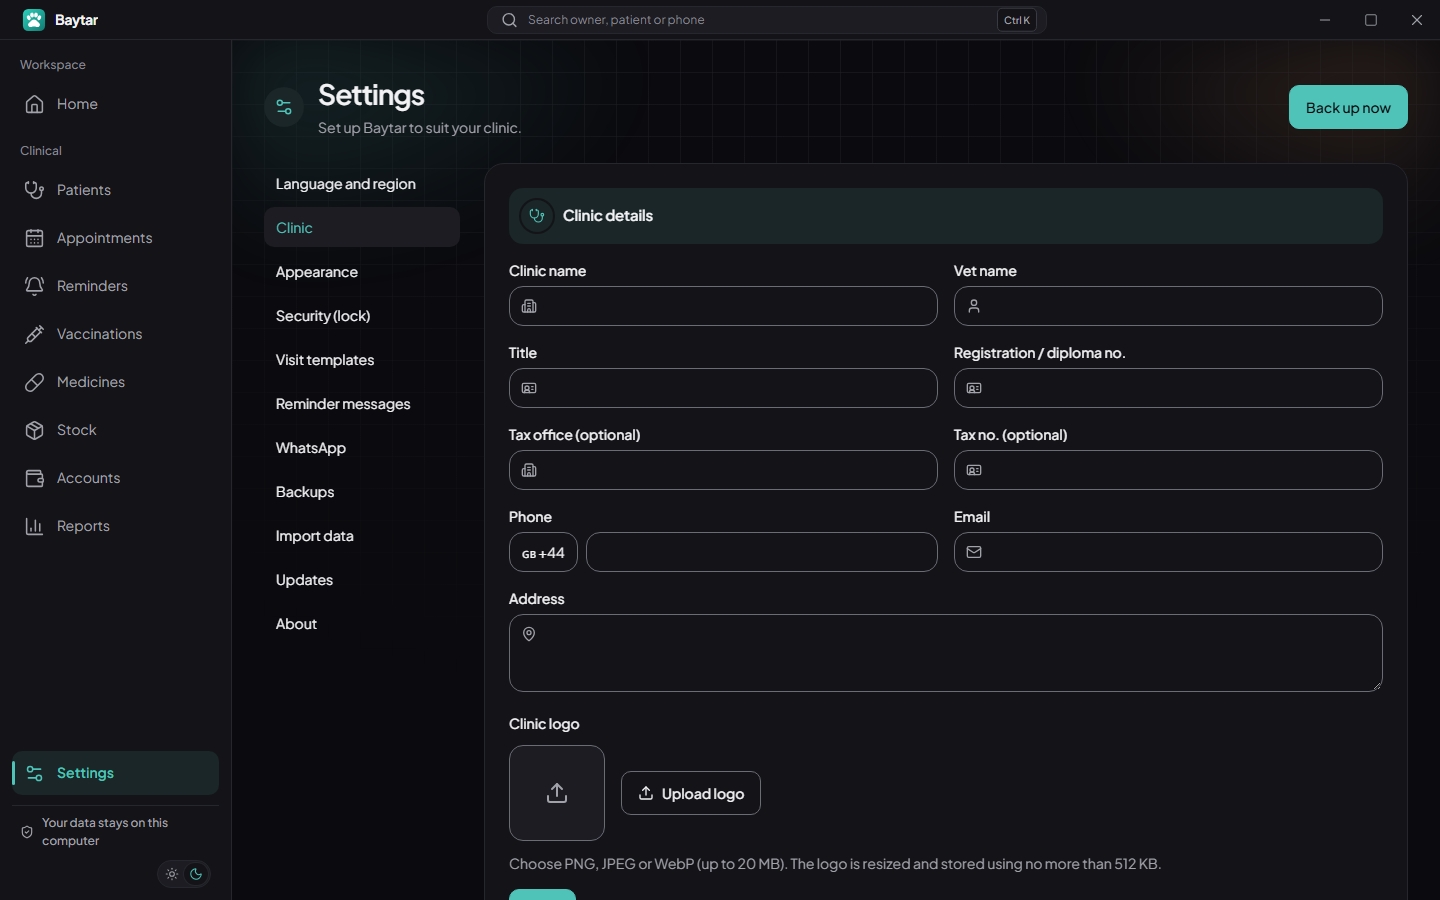 Baytar
Search owner, patient or phone
Ctrl K
Workspace
Home
Clinical
Patients
Appointments
Reminders
Vaccinations
Medicines
Stock
Accounts
Reports
Settings
Your data stays on this
computer
Settings
Set up Baytar to suit your clinic.
Back up now
Language and region
Clinic
Appearance
Security (lock)
Visit templates
Reminder messages
WhatsApp
Backups
Import data
Updates
About
Clinic details
Clinic name
Vet name
Title
Registration / diploma no.
Tax office (optional)
Tax no. (optional)
Phone
GB +44
Email
Address
Clinic logo
Upload logo
Choose PNG, JPEG or WebP (up to 20 MB). The logo is resized and stored using no more than 512 KB.